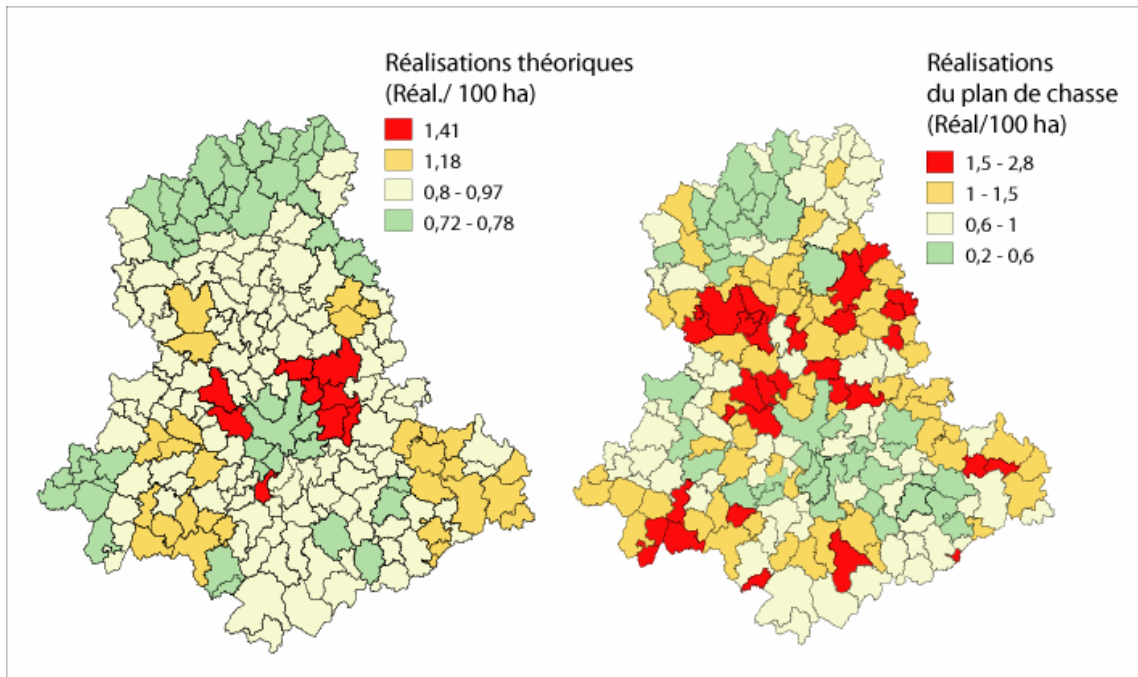 Réalisations théoriques
(Réal./ 100 ha)
1,41
1,18
0,8 - 0,97
0,72 - 0,78
Réalisations
du plan de chasse
(Réal/100 ha)
1,5 - 2,8
1 - 1,5
0,6 - 1
0,2 - 0,6